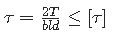 τ = 2T/bld ≤ [τ]